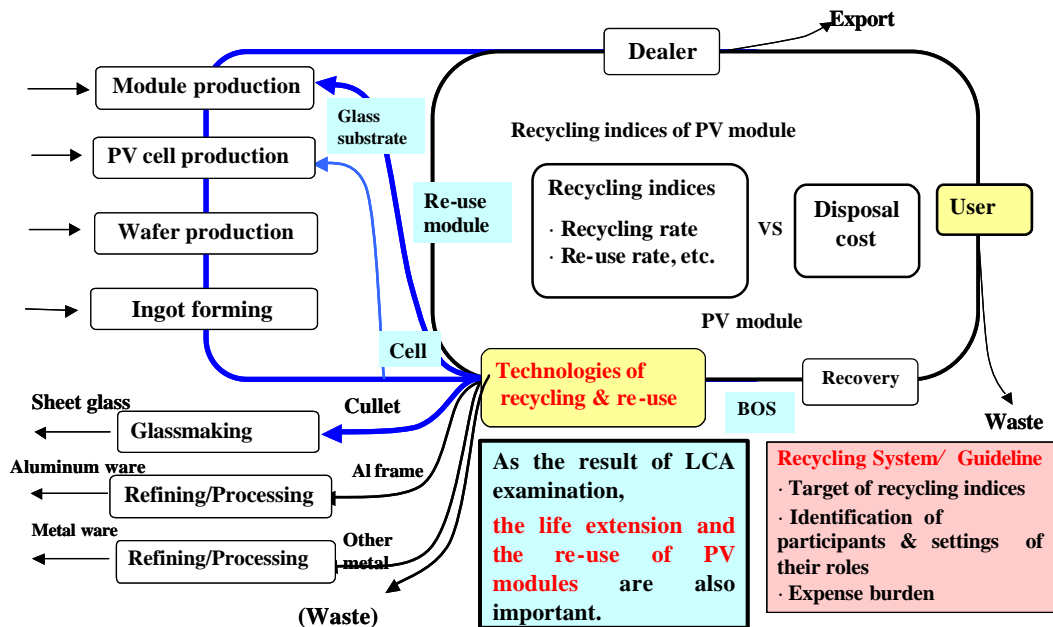 Export
Dealer
Module production
Glass
substrate
Recycling indices of PV module
PV cell production
Recycling indices
· Recycling rate
· Re-use rate, etc.
VS
Disposal
cost
User
Re-use
module
Wafer production
Ingot forming
PV module
Cell
Technologies of
recycling & re-use
Recovery
BOS
Waste
Sheet glass
Cullet
Glassmaking
Aluminum ware
Al frame
Refining/Processing
Metal ware
Other
metal
Refining/Processing
(Waste)
As the result of LCA
examination,
the life extension and
the re-use of PV
modules are also
important.
Recycling System/ Guideline
· Target of recycling indices
· Identification of
participants & settings of
their roles
· Expense burden